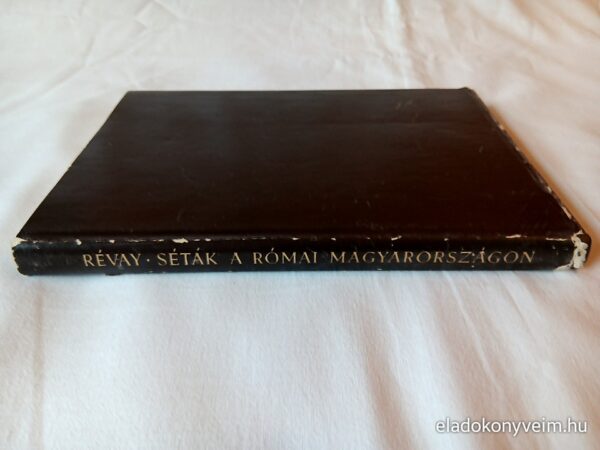 RÉVAY · SÉTÁK A RÓMAI MAGYARORSZÁGON
eladokonyveim.hu